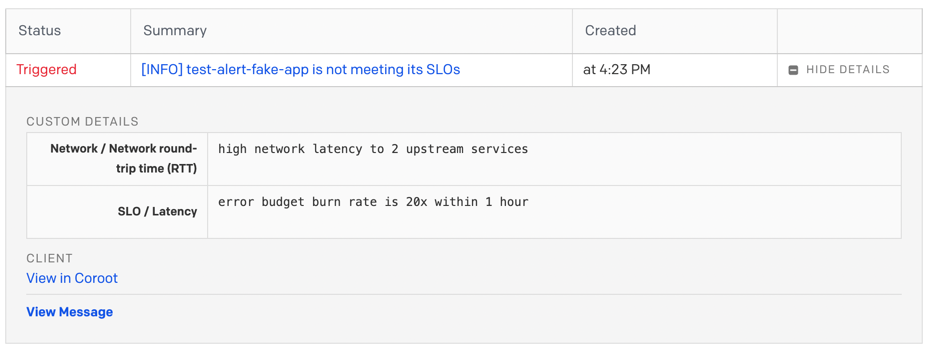 Status Summary Created
Triggered [INFO] test-alert-fake-app is not meeting its SLOs at 4:23 PM HIDE DETAILS
CUSTOM DETAILS
Network / Network round-
trip time (RTT)
high network latency to 2 upstream services
SLO / Latency
error budget burn rate is 20x within 1 hour
CLIENT
View in Coroot
View Message